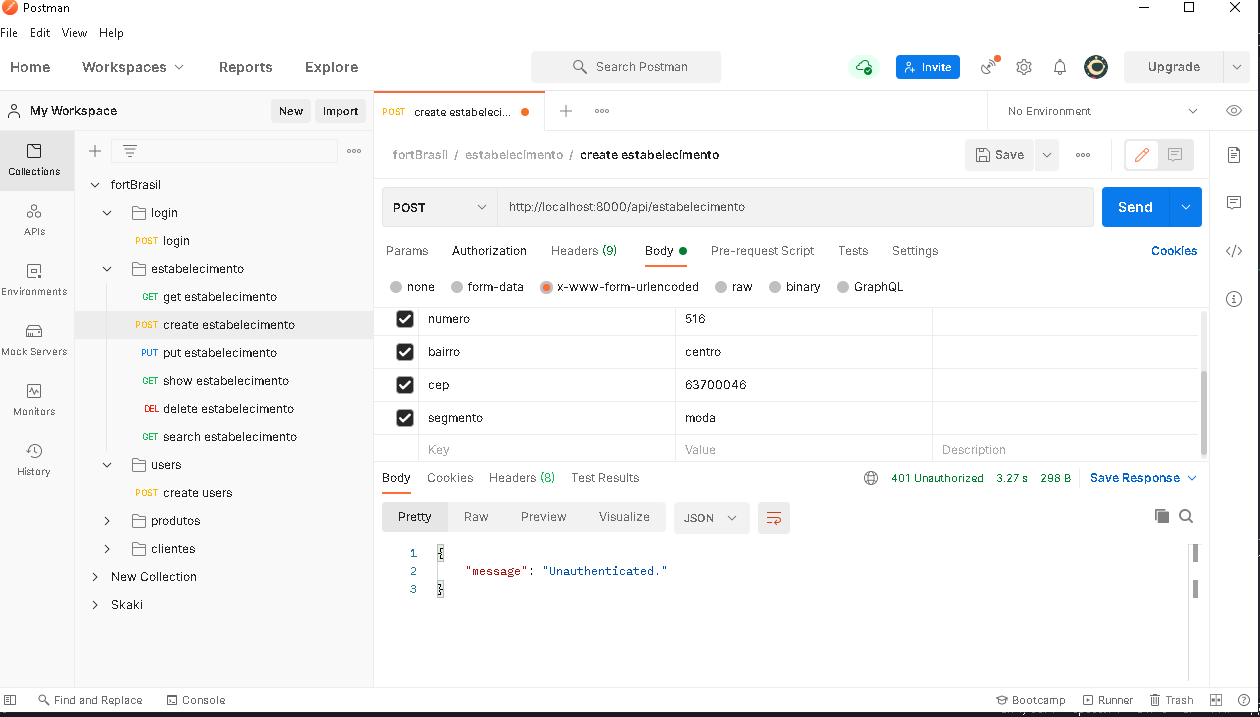 Postman
File Edit View Help
Home Workspaces Reports Explore Search Postman Invite Upgrade
My Workspace New Import POST create estabeleci... No Environment
Collections
APIs
Environments
Mock Servers
Monitors
History
fortBrasil
login
POST login
estabelecimento
GET get estabelecimento
POST create estabelecimento
PUT put estabelecimento
GET show estabelecimento
DEL delete estabelecimento
GET search estabelecimento
users
POST create users
produtos
clientes
New Collection
Skaki
fortBrasil / estabelecimento / create estabelecimento Save
POST http://localhost:8000/api/estabelecimento Send
Params Authorization Headers (9) Body Pre-request Script Tests Settings Cookies
none form-data x-www-form-urlencoded raw binary GraphQL
numero 516
bairro centro
cep 63700046
segmento moda
Key Value Description
Body Cookies Headers (8) Test Results 401 Unauthorized 3.27 s 298 B Save Response
Pretty Raw Preview Visualize JSON
1 {
2 "message": "Unauthenticated."
3 }
Find and Replace Console Bootcamp Runner Trash